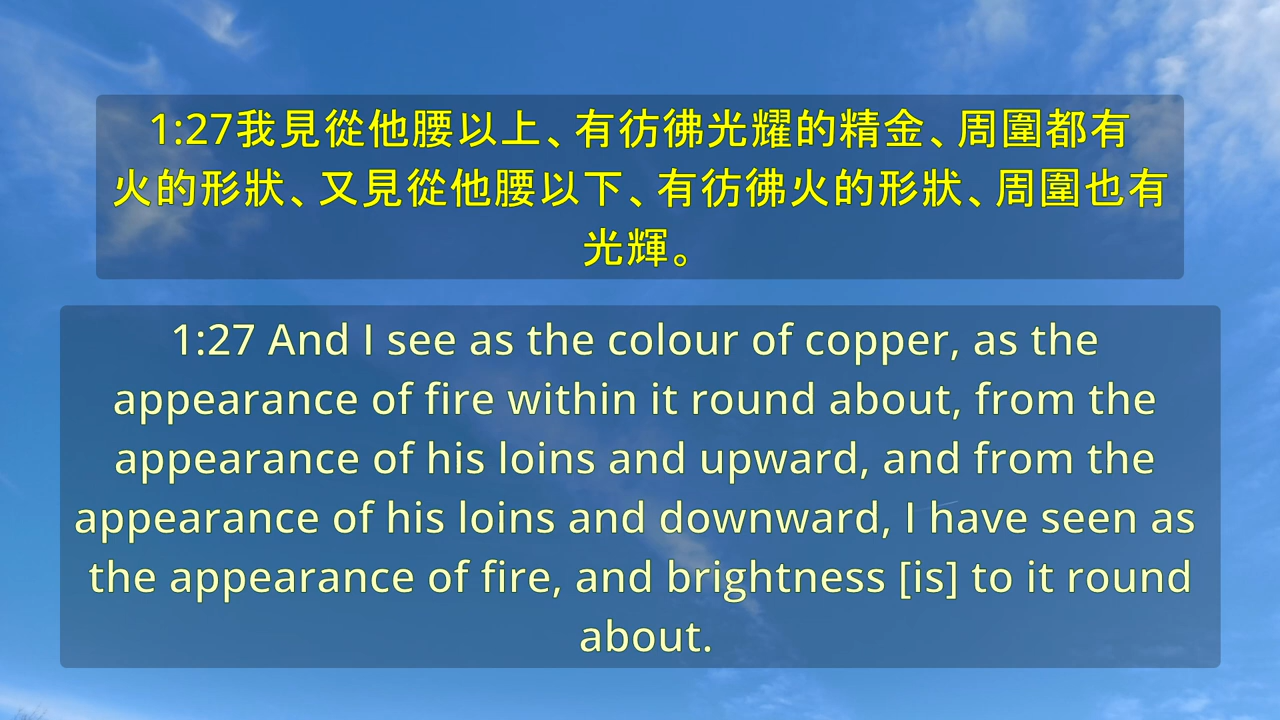 1:27我見從他腰以上、有彷彿光耀的精金、周圍都有
火的形狀、又見從他腰以下、有彷彿火的形狀、周圍也有
光輝。
1:27 And I see as the colour of copper, as the
appearance of fire within it round about, from the
appearance of his loins and upward, and from the
appearance of his loins and downward, I have seen as
the appearance of fire, and brightness [is] to it round
about.